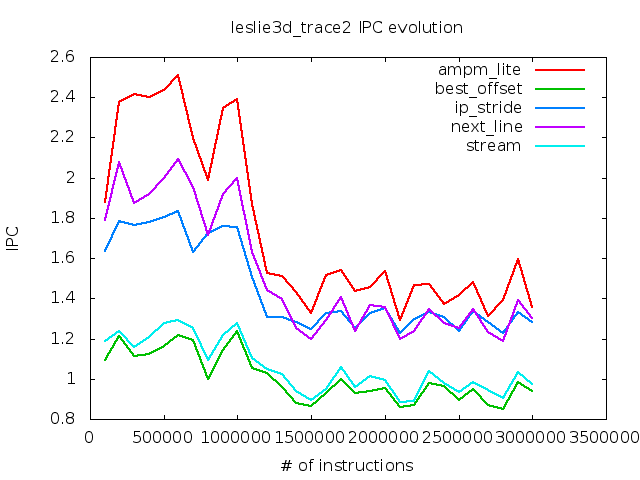 leslie3d_trace2 IPC evolution
2.6
2.4
2.2
2
1.8
1.6
1.4
1.2
1
0.8
IPC
ampm_lite
best_offset
ip_stride
next_line
stream
0 500000 1000000 1500000 2000000 2500000 3000000 3500000
# of instructions